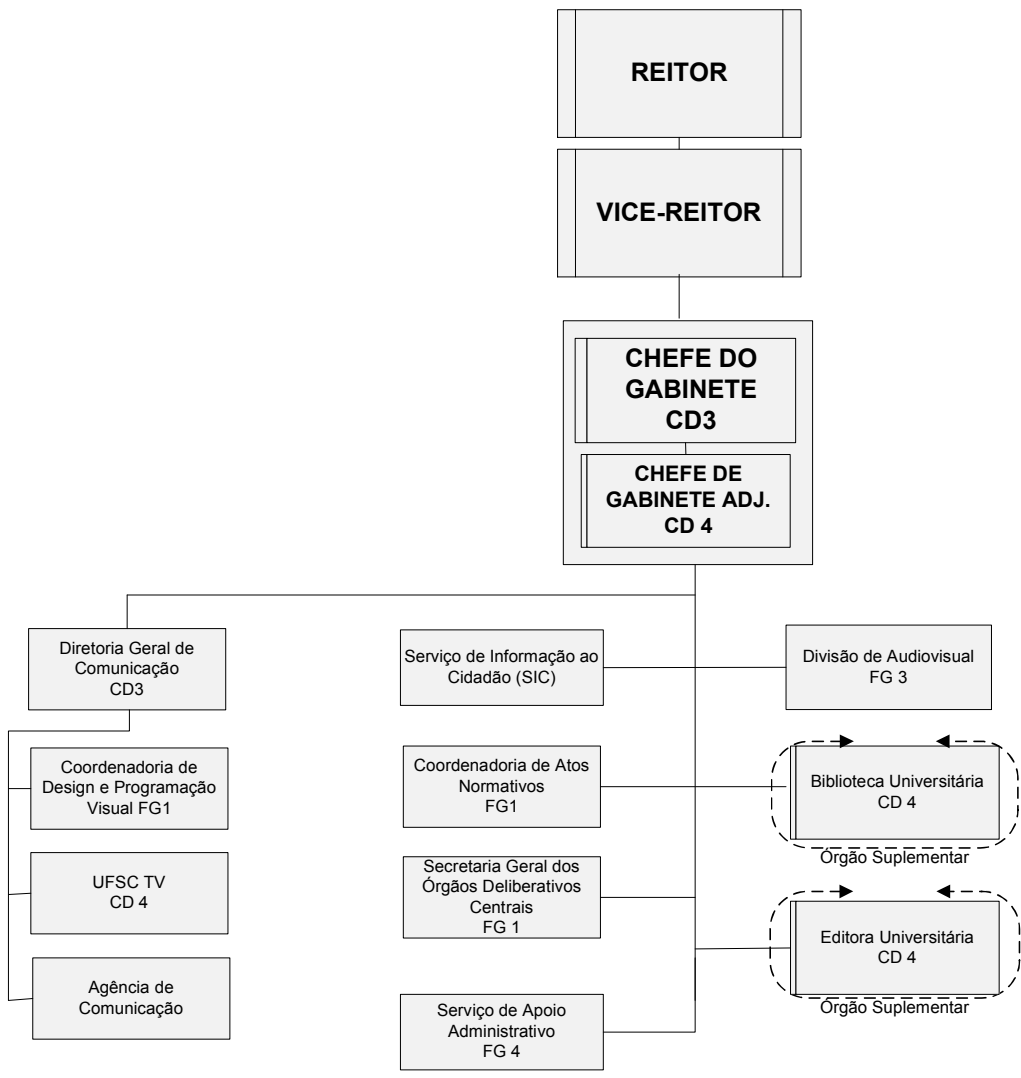 REITOR
VICE-REITOR
CHEFE DO
GABINETE
CD3
CHEFE DE
GABINETE ADJ.
CD 4
Diretoria Geral de
Comunicação
CD3
Serviço de Informação ao
Cidadão (SIC)
Divisão de Audiovisual
FG 3
Coordenadoria de
Design e Programação
Visual FG1
Coordenadoria de Atos
Normativos
FG1
Biblioteca Universitária
CD 4
Órgão Suplementar
UFSC TV
CD 4
Secretaria Geral dos
Órgãos Deliberativos
Centrais
FG 1
Editora Universitária
CD 4
Órgão Suplementar
Agência de
Comunicação
Serviço de Apoio
Administrativo
FG 4